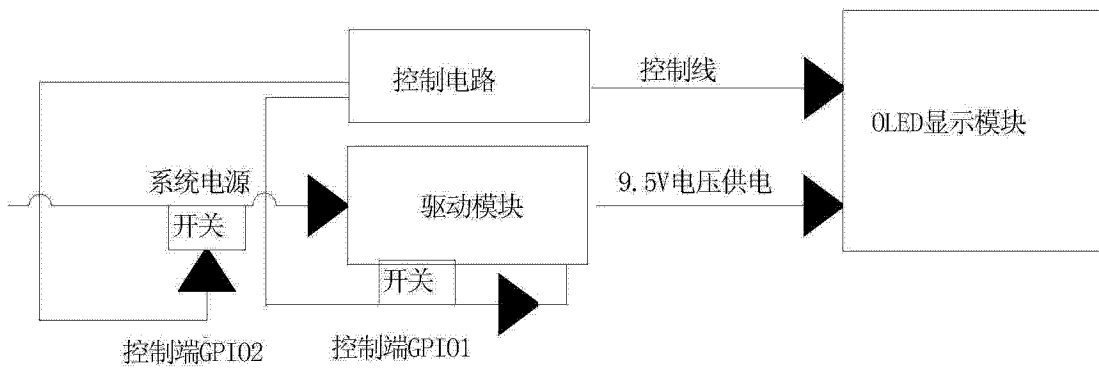 控制电路
控制线
OLED显示模块
系统电源
开关
驱动模块
9.5V电压供电
开关
控制端GPIO2
控制端GPIO1